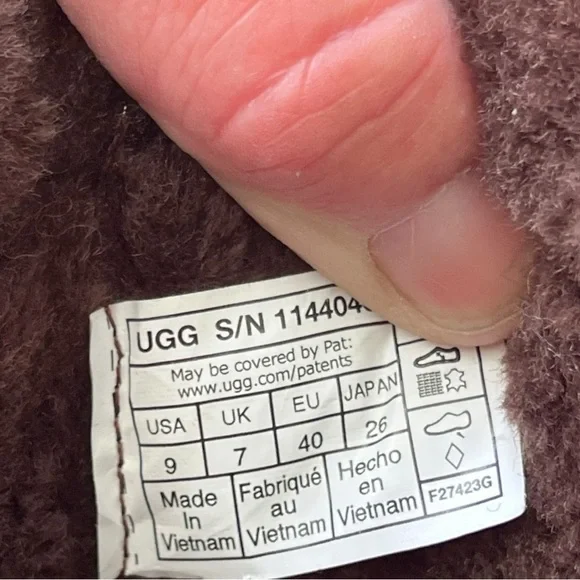 UGG S/N 114404
May be covered by Pat:
www.ugg.com/patents
USA UK EU JAPAN
9 7 40 26
Made In Vietnam
Fabriqué au Vietnam
Hecho en Vietnam
F27423G